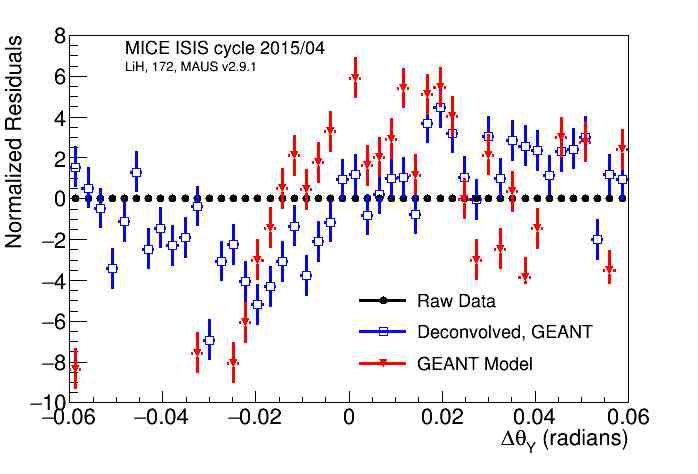 MICE ISIS cycle 2015/04
LiH, 172, MAUS v2.9.1
Normalized Residuals
8
6
4
2
0
−2
−4
−6
−8
−10
Raw Data
Deconvolved, GEANT
GEANT Model
−0.06 −0.04 −0.02 0 0.02 0.04 0.06
Δθ_Y (radians)